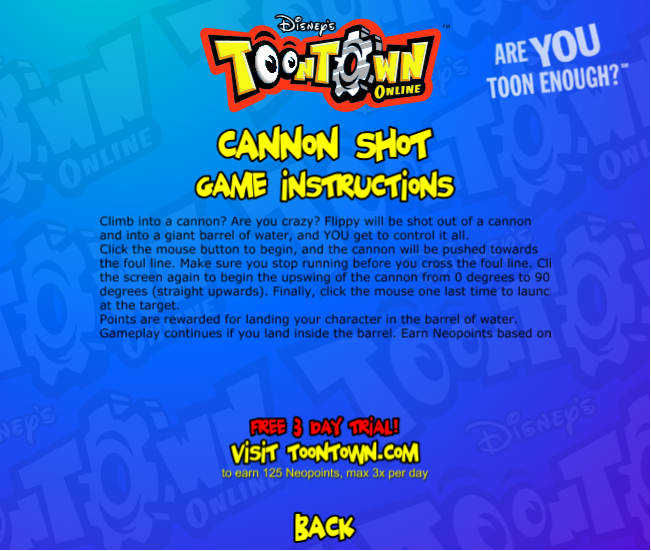 Disney's
TOONTOWN
ONLINE
™
ARE YOU
TOON ENOUGH?™
CANNON SHOT
GAME INSTRUCTIONS
Climb into a cannon? Are you crazy? Flippy will be shot out of a cannon
and into a giant barrel of water, and YOU get to control it all.
Click the mouse button to begin, and the cannon will be pushed towards
the foul line. Make sure you stop running before you cross the foul line. Cli
the screen again to begin the upswing of the cannon from 0 degrees to 90
degrees (straight upwards). Finally, click the mouse one last time to launc
at the target.
Points are rewarded for landing your character in the barrel of water.
Gameplay continues if you land inside the barrel. Earn Neopoints based on
FREE 3 DAY TRIAL!
VISIT TOONTOWN.COM
to earn 125 Neopoints, max 3x per day
BACK